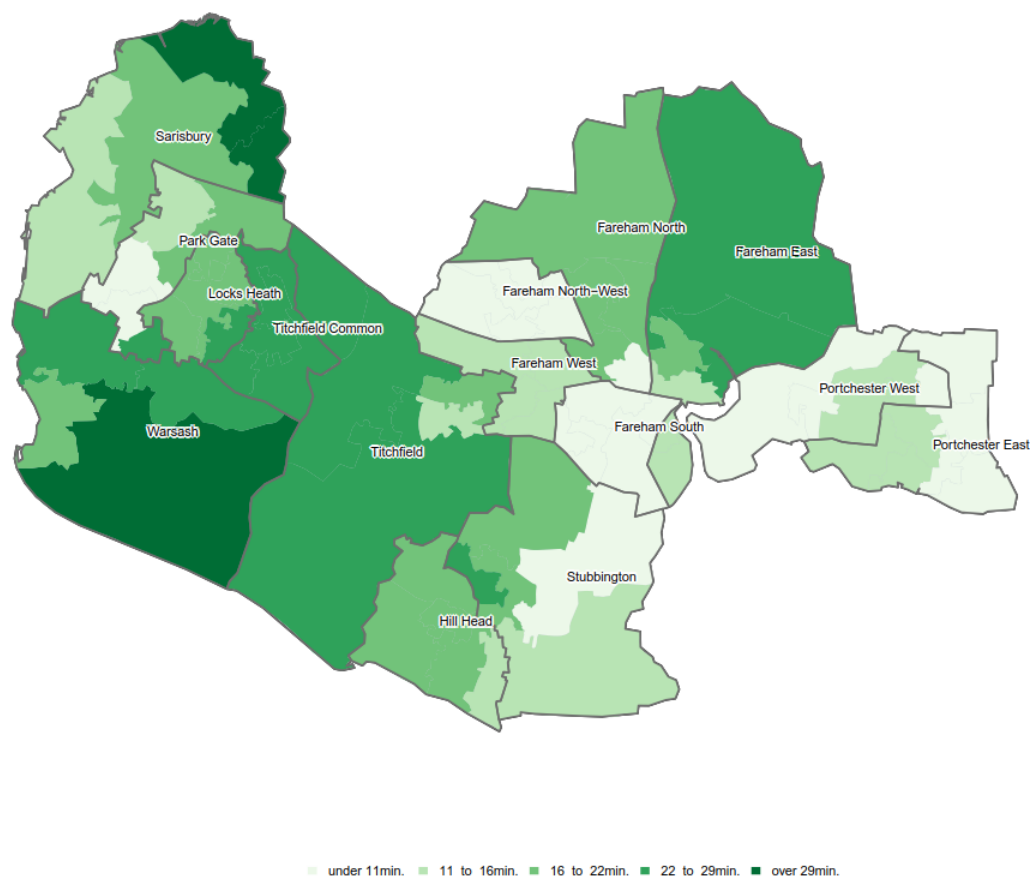 Sarisbury
Fareham North
Park Gate
Fareham East
Fareham North-West
Locks Heath
Titchfield Common
Fareham West
Portchester West
Warsash
Fareham South
Titchfield
Portchester East
Stubbington
Hill Head
under 11min. 11 to 16min. 16 to 22min. 22 to 29min. over 29min.